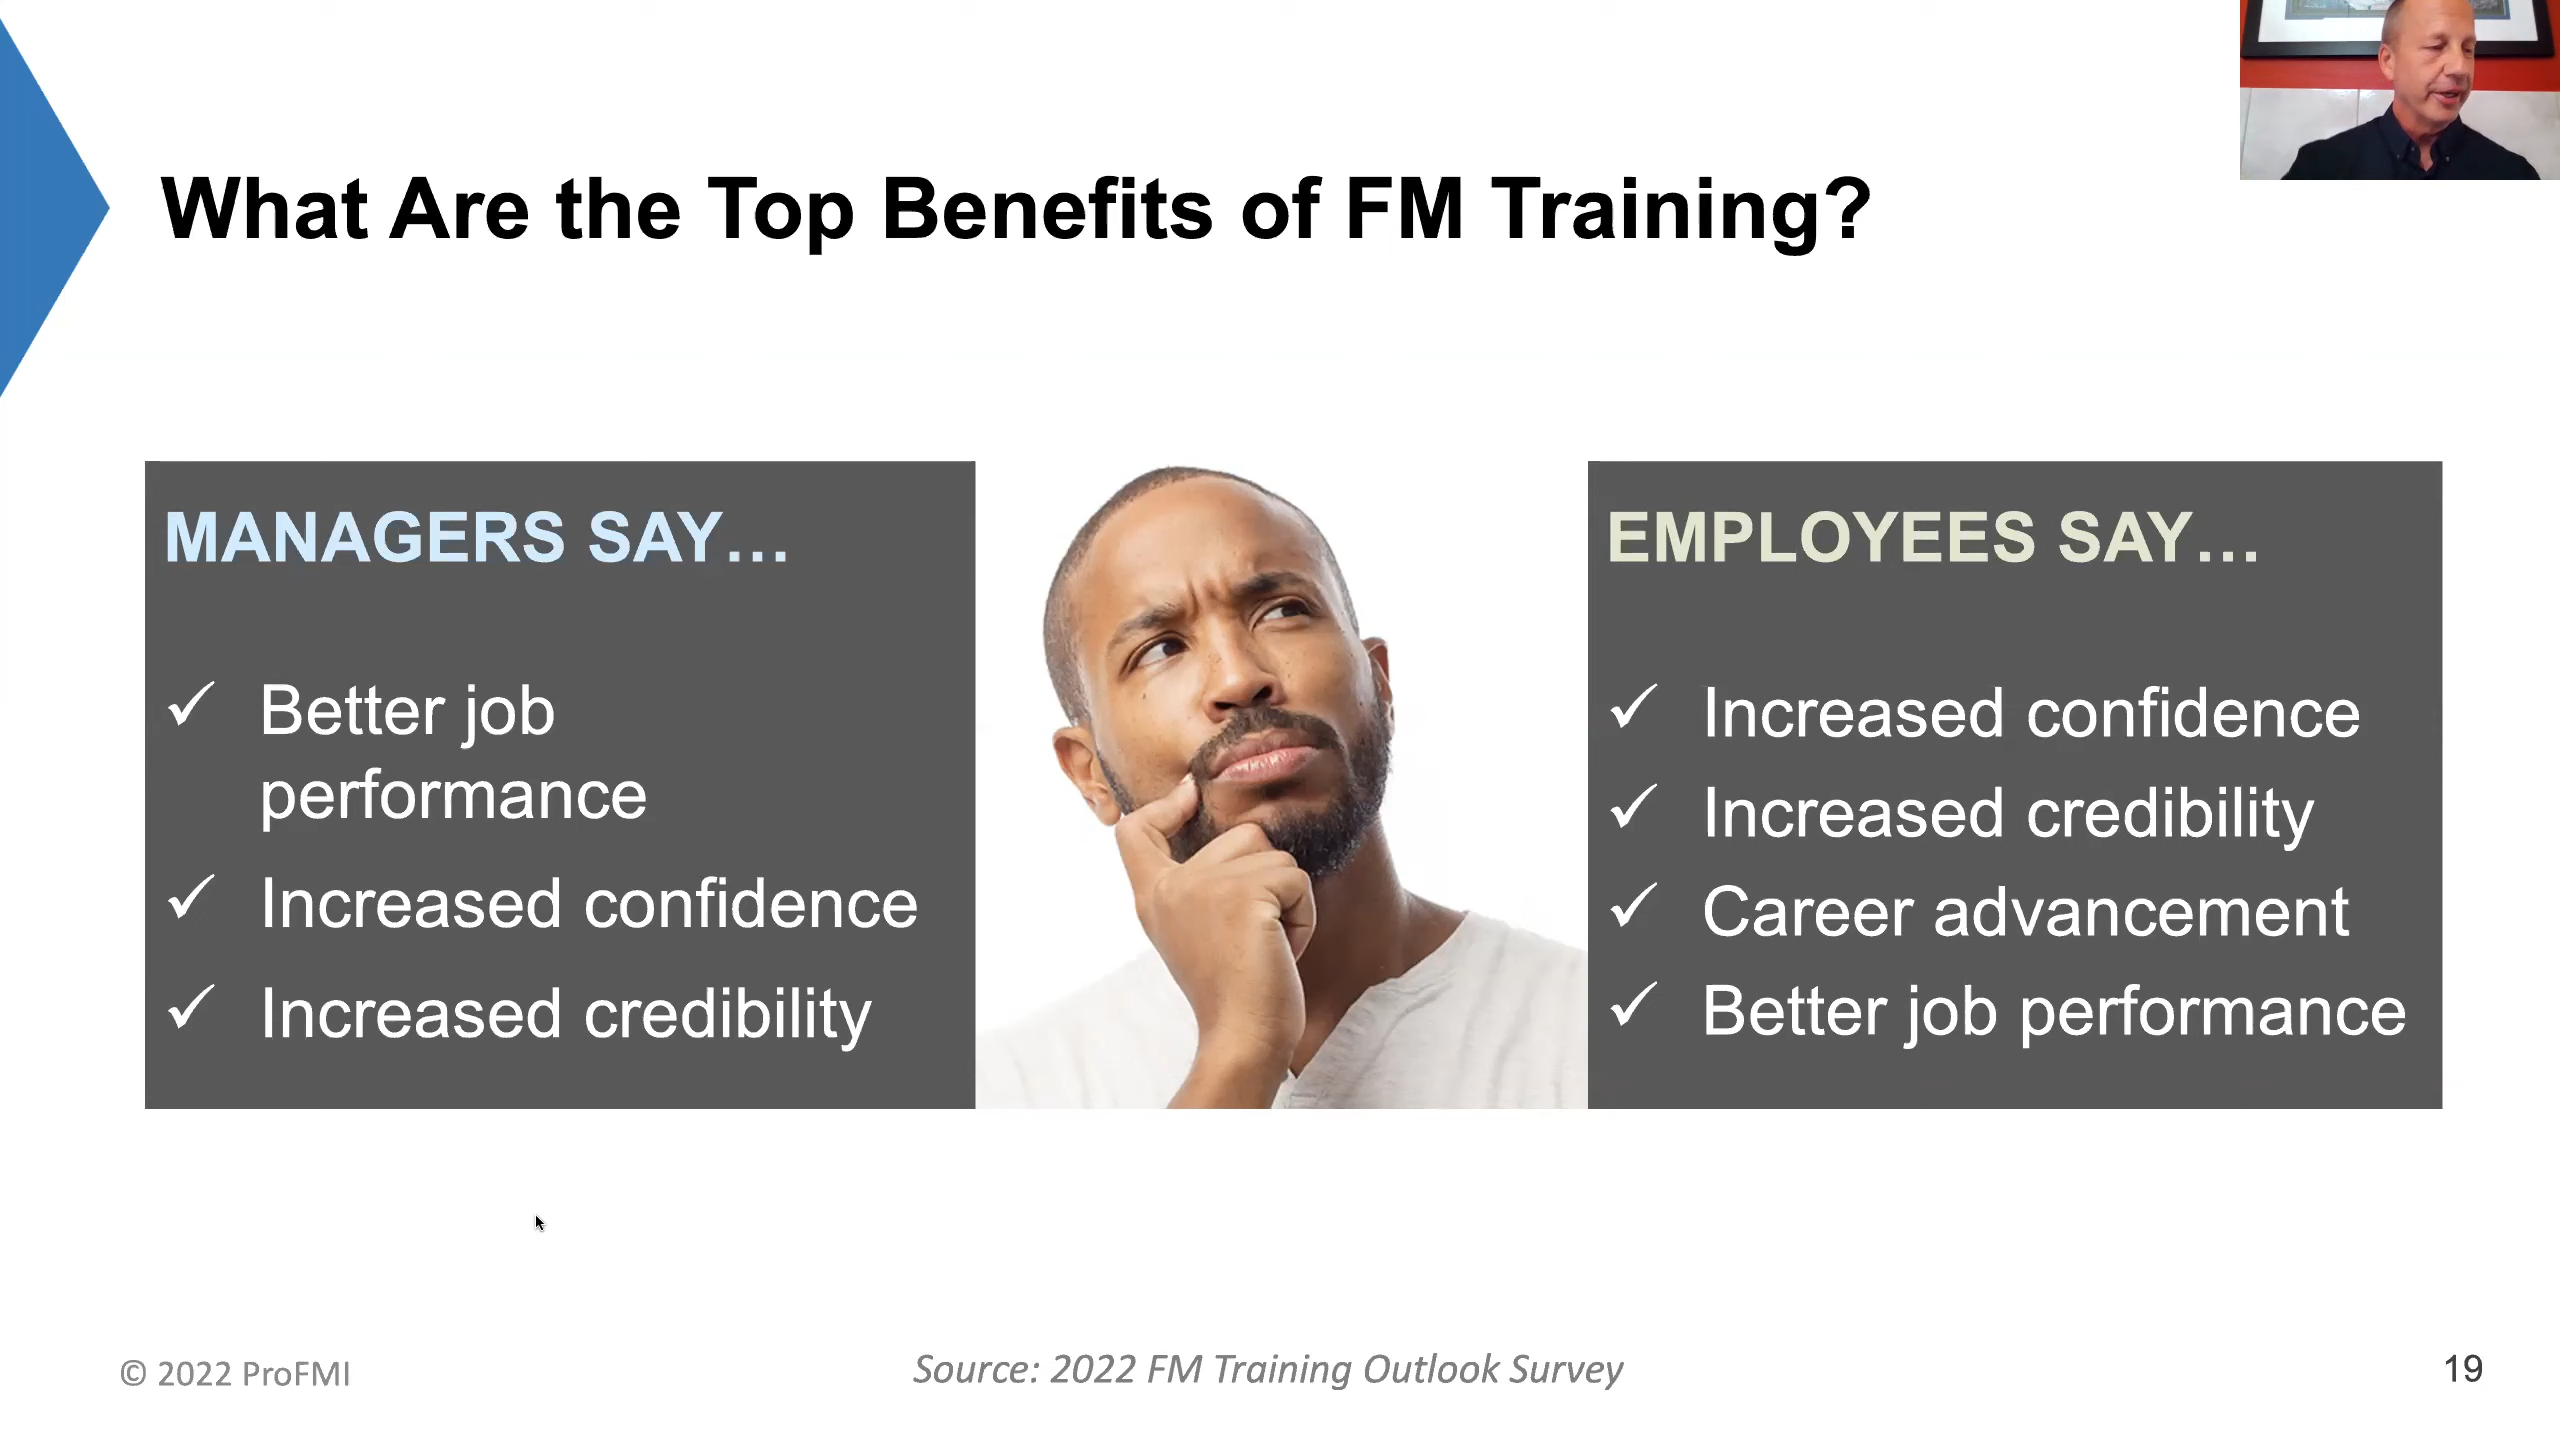 What Are the Top Benefits of FM Training?
MANAGERS SAY…
✓ Better job
performance
✓ Increased confidence
✓ Increased credibility
EMPLOYEES SAY…
✓ Increased confidence
✓ Increased credibility
✓ Career advancement
✓ Better job performance
© 2022 ProFMI
Source: 2022 FM Training Outlook Survey
19